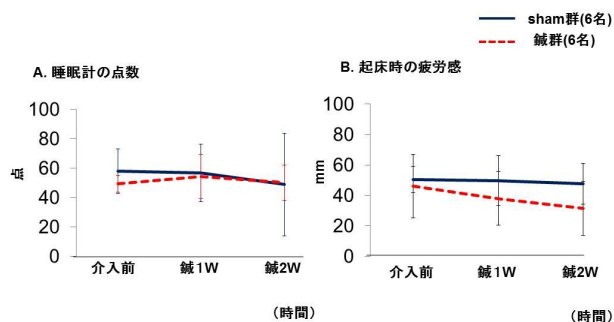 sham群(6名)
鍼群(6名)
A. 睡眠計の点数
B. 起床時の疲労感
100
80
60
40
20
0
点
介入前
鍼1W
鍼2W
（時間）
100
80
60
40
20
0
mm
介入前
鍼1W
鍼2W
（時間）